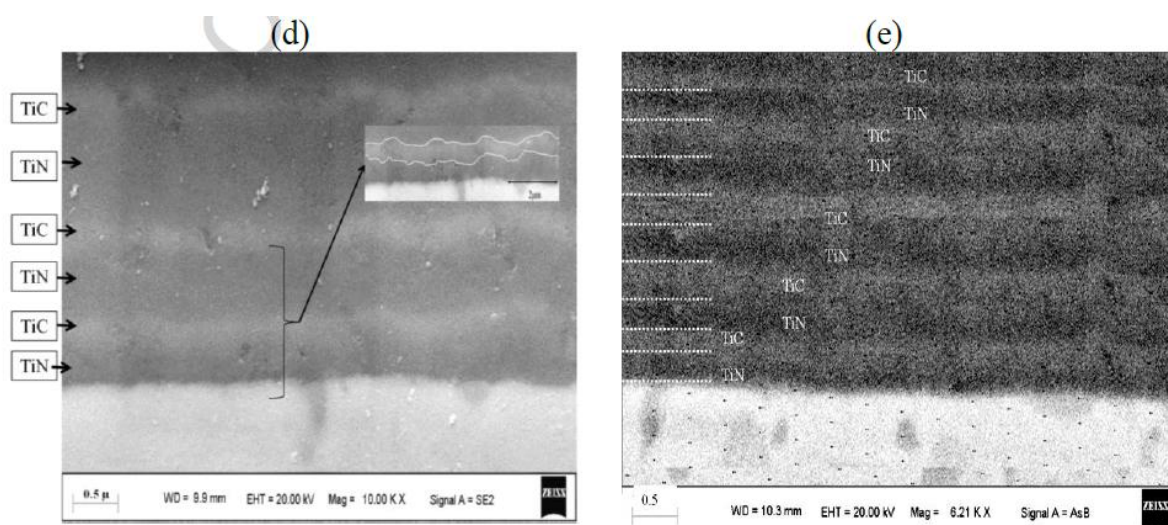 (d)
(e)
TiC
TiN
TiC
TiN
TiC
TiN
2μ
0.5 μ
WD = 9.9 mm
EHT = 20.00 kV
Mag = 10.00 K X
Signal A = SE2
ZEISS
TiC
TiN
TiC
TiN
TiC
TiN
TiC
TiN
TiC
TiN
0.5
WD = 10.3 mm
EHT = 20.00 kV
Mag = 6.21 K X
Signal A = AsB
ZEISS